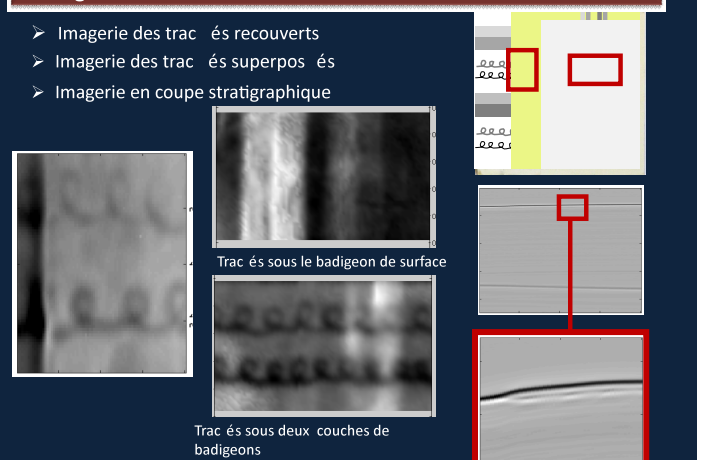 Imagerie des trac és recouverts
Imagerie des trac és superpos és
Imagerie en coupe stratigraphique
Trac és sous le badigeon de surface
Trac és sous deux couches de
badigeons